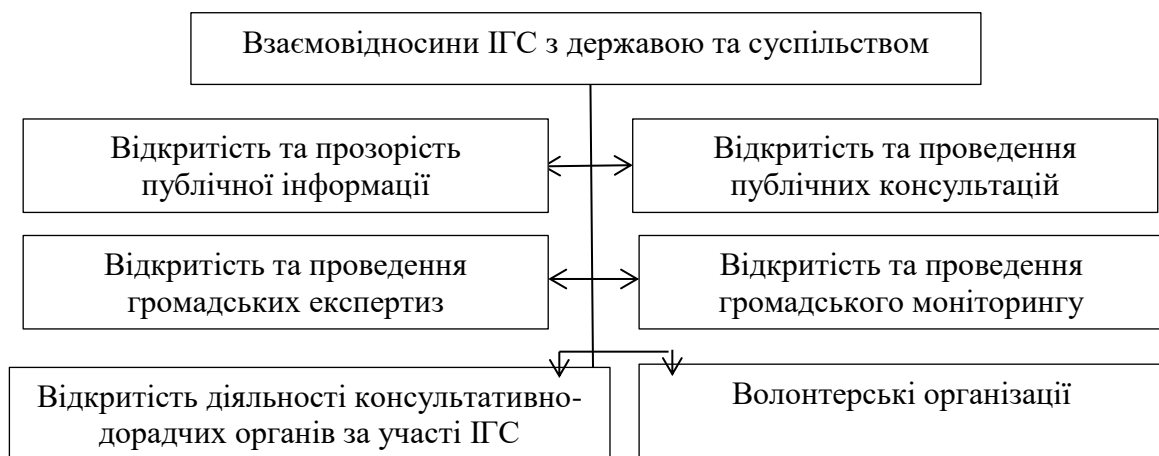 Взаємовідносини ІГС з державою та суспільством
Відкритість та прозорість
публічної інформації
Відкритість та проведення
публічних консультацій
Відкритість та проведення
громадських експертиз
Відкритість та проведення
громадського моніторингу
Відкритість діяльності консультативно-
дорадчих органів за участі ІГС
Волонтерські організації